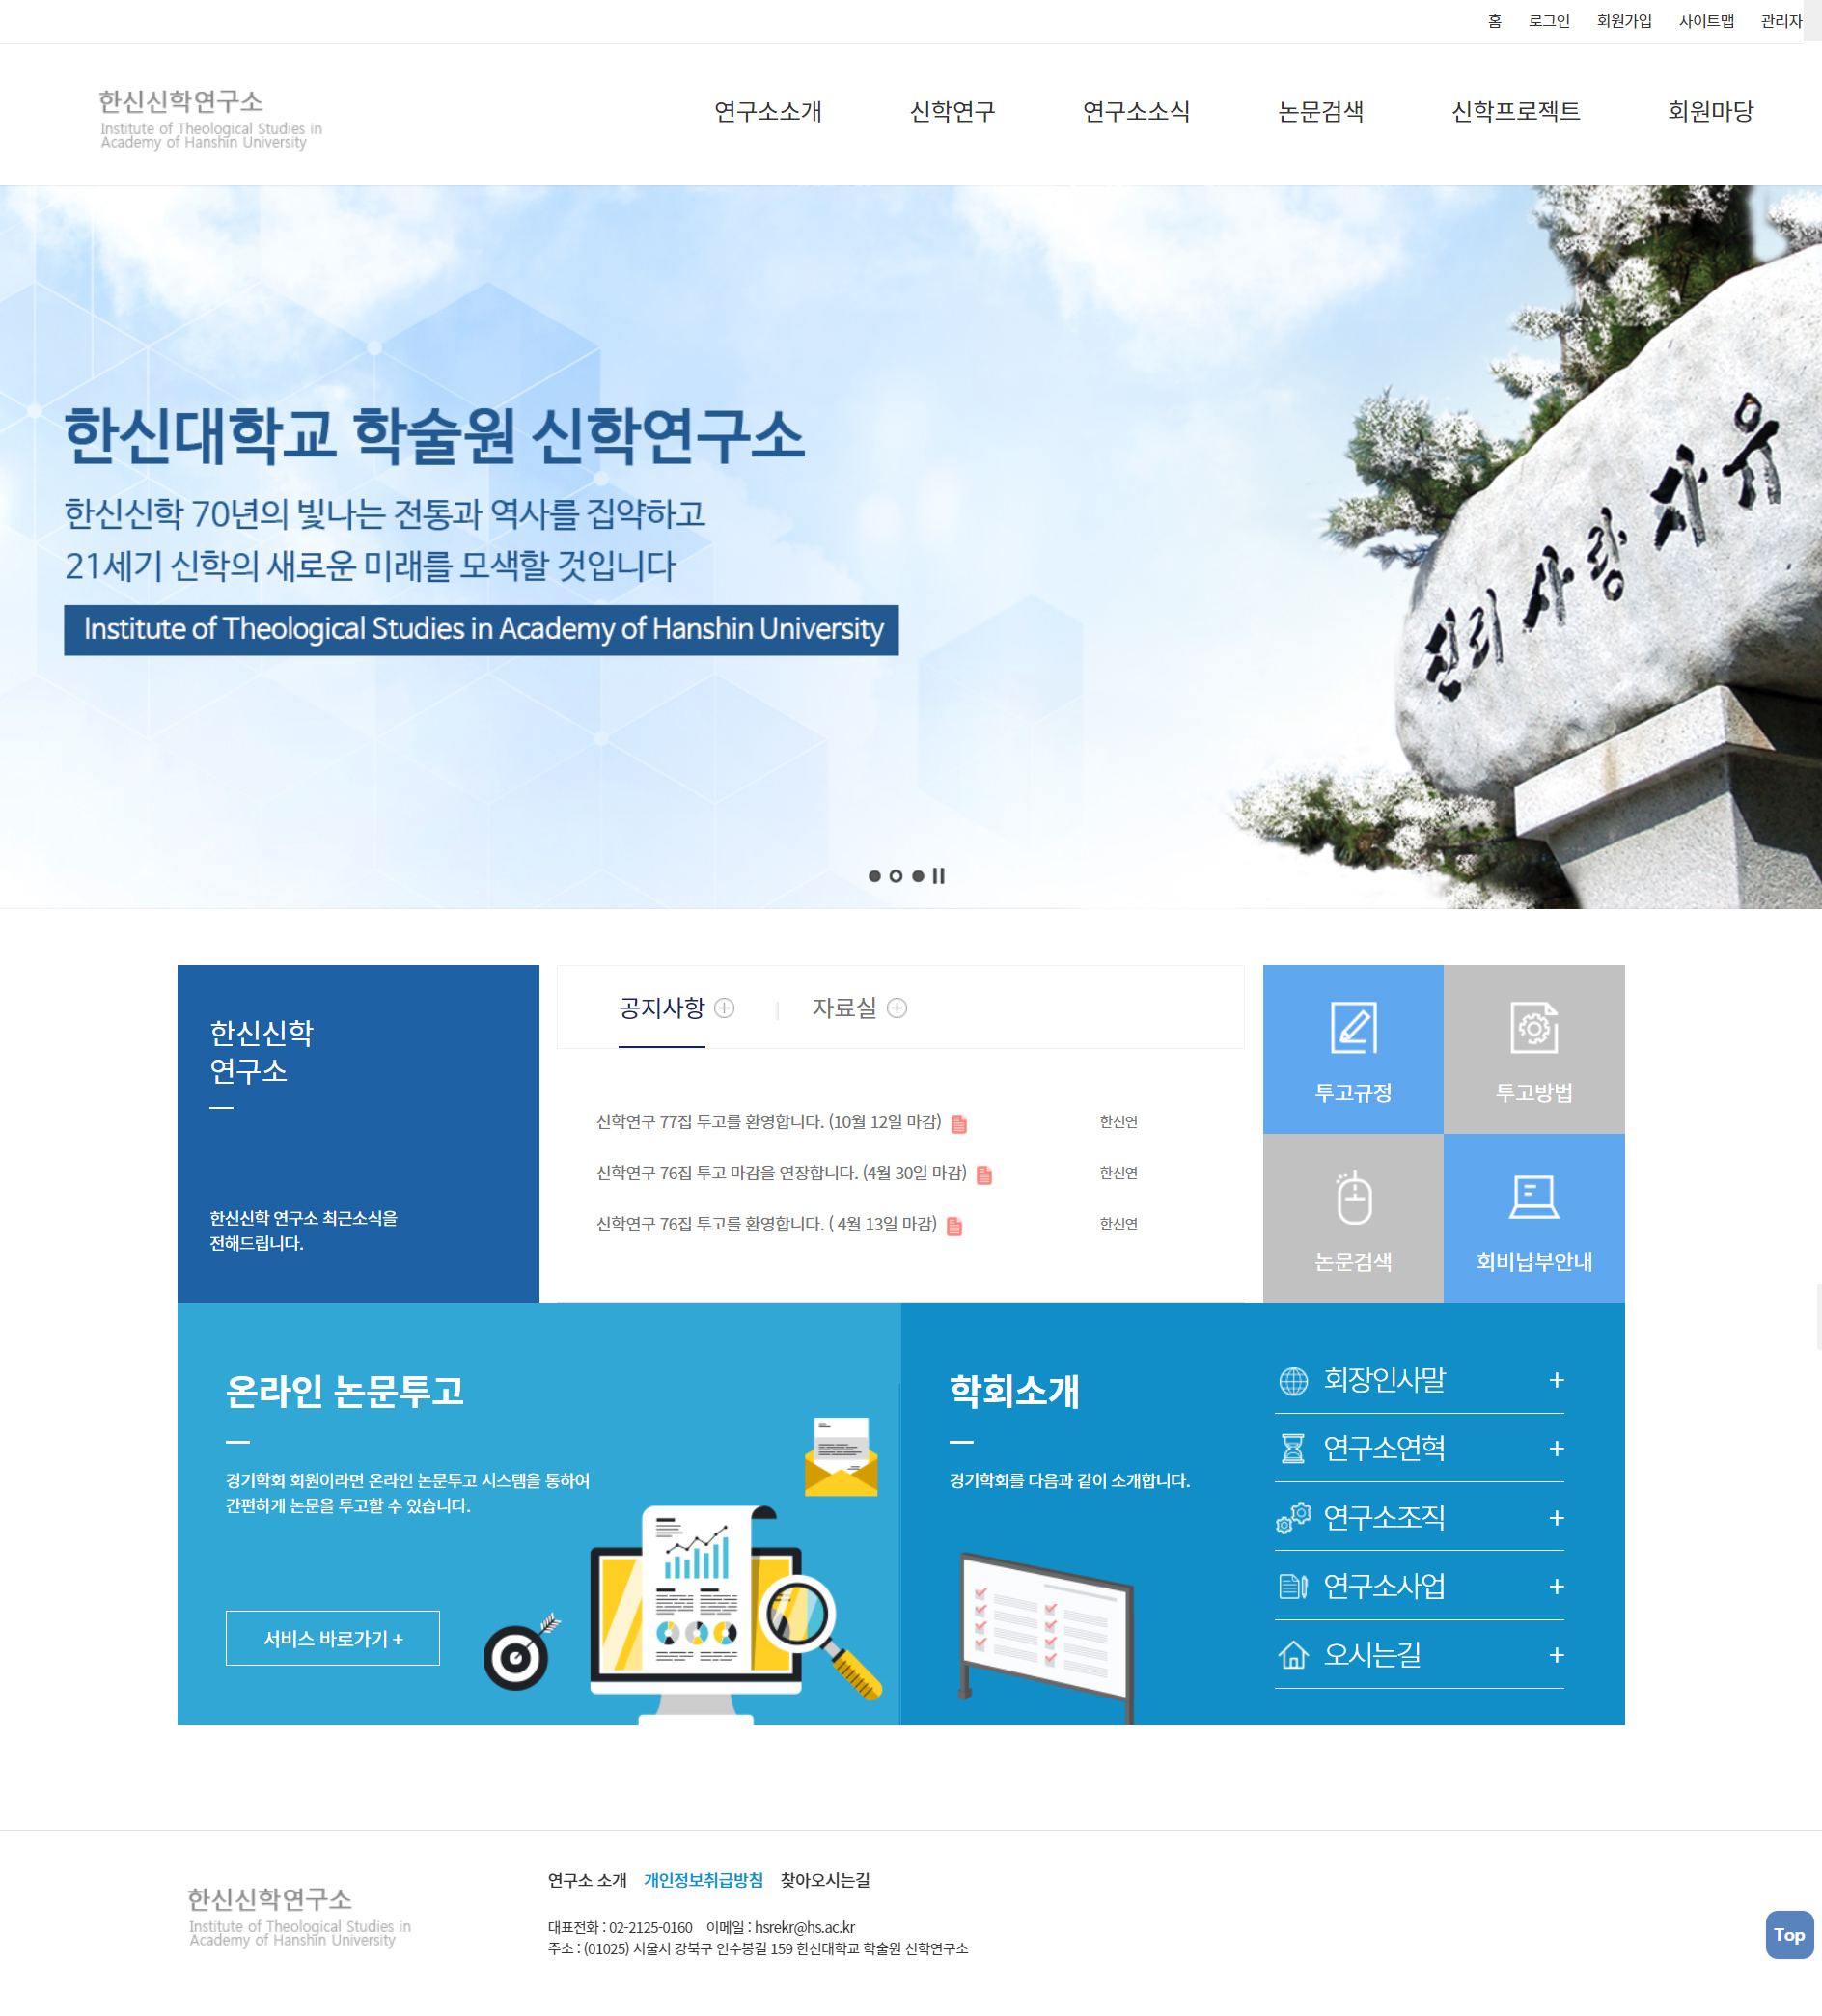 홈 로그인 회원가입 사이트맵 관리자
한신신학연구소
Institute of Theological Studies in
Academy of Hanshin University
연구소소개 신학연구 연구소소식 논문검색 신학프로젝트 회원마당
한신대학교 학술원 신학연구소
한신신학 70년의 빛나는 전통과 역사를 집약하고
21세기 신학의 새로운 미래를 모색할 것입니다
Institute of Theological Studies in Academy of Hanshin University
진리 사랑 자유
한신신학
연구소
한신신학 연구소 최근소식을
전해드립니다.
공지사항 | 자료실
신학연구 77집 투고를 환영합니다. (10월 12일 마감) 한신연
신학연구 76집 투고 마감을 연장합니다. (4월 30일 마감) 한신연
신학연구 76집 투고를 환영합니다. ( 4월 13일 마감) 한신연
투고규정 투고방법
논문검색 회비납부안내
온라인 논문투고
경기학회 회원이라면 온라인 논문투고 시스템을 통하여
간편하게 논문을 투고할 수 있습니다.
서비스 바로가기 +
학회소개
경기학회를 다음과 같이 소개합니다.
회장인사말 +
연구소연혁 +
연구소조직 +
연구소사업 +
오시는길 +
한신신학연구소
Institute of Theological Studies in
Academy of Hanshin University
연구소 소개 개인정보취급방침 찾아오시는길
대표전화 : 02-2125-0160 이메일 : hsrekr@hs.ac.kr
주소 : (01025) 서울시 강북구 인수봉길 159 한신대학교 학술원 신학연구소
Top